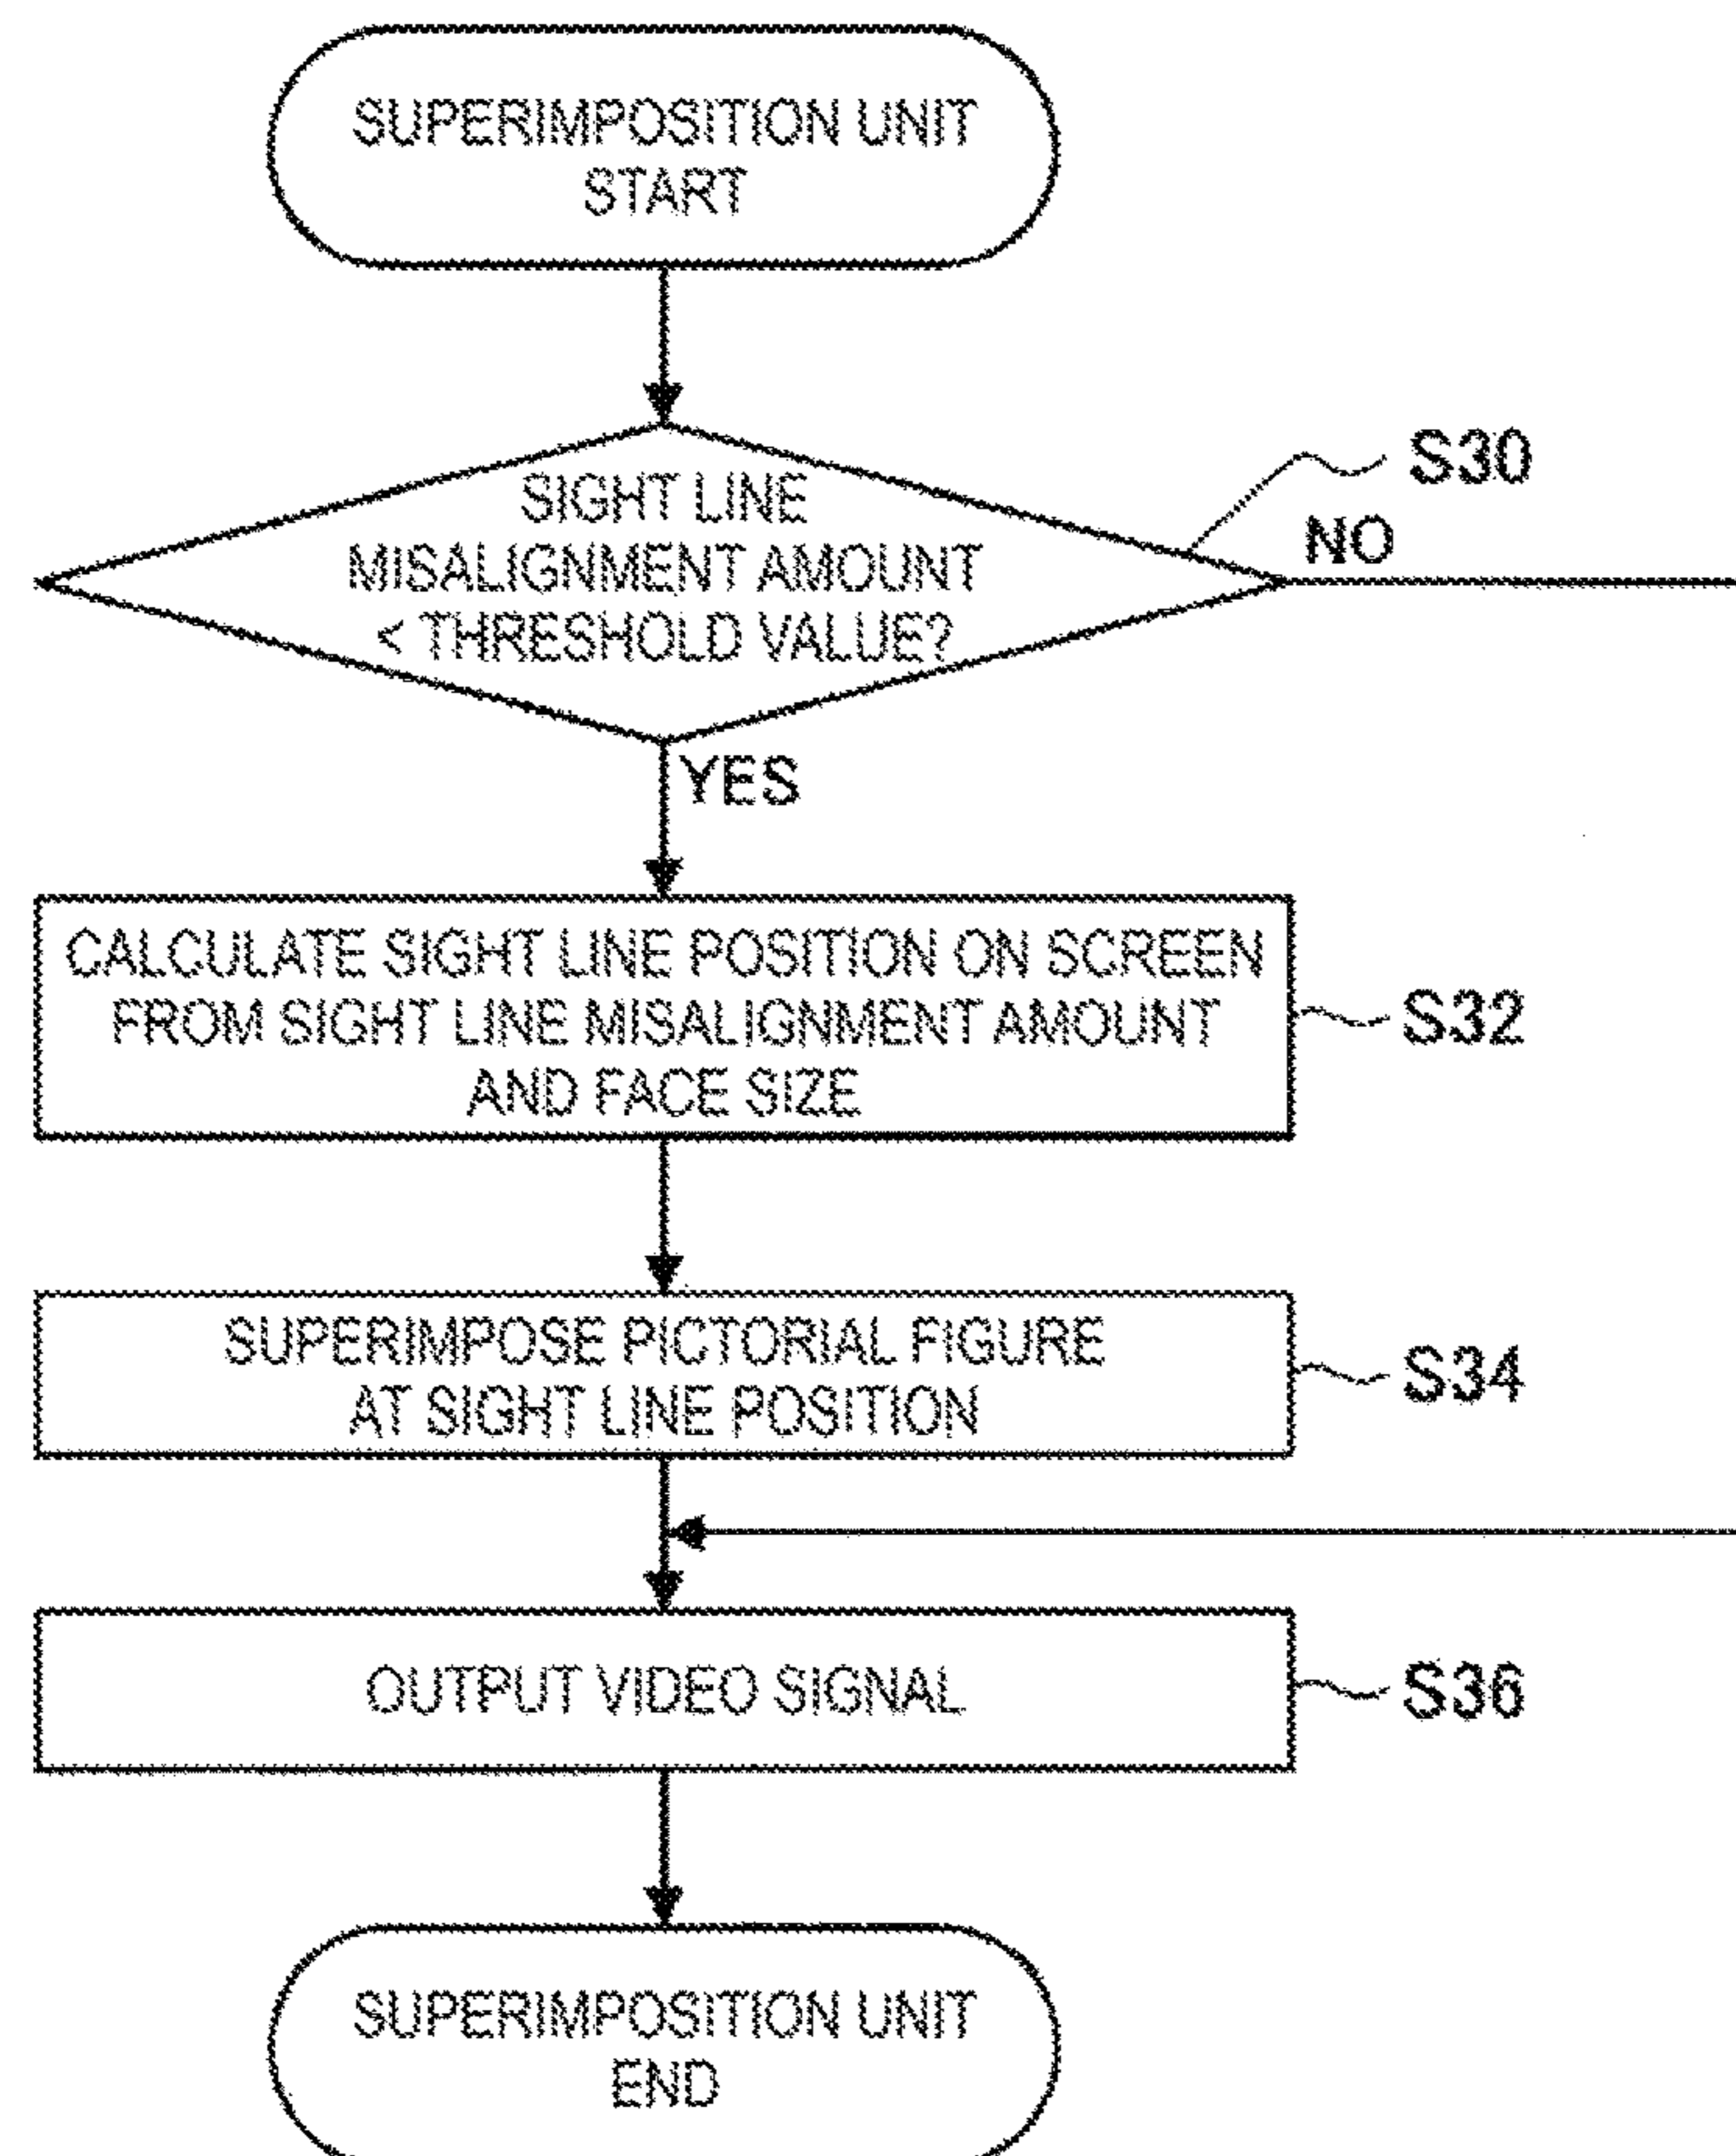 SUPERIMPOSITION UNIT
START
S30
NO
SIGHT LINE
MISALIGNMENT AMOUNT
< THRESHOLD VALUE?
YES
CALCULATE SIGHT LINE POSITION ON SCREEN
FROM SIGHT LINE MISALIGNMENT AMOUNT
AND FACE SIZE
S32
SUPERIMPOSE PICTORIAL FIGURE
AT SIGHT LINE POSITION
S34
OUTPUT VIDEO SIGNAL
S36
SUPERIMPOSITION UNIT
END